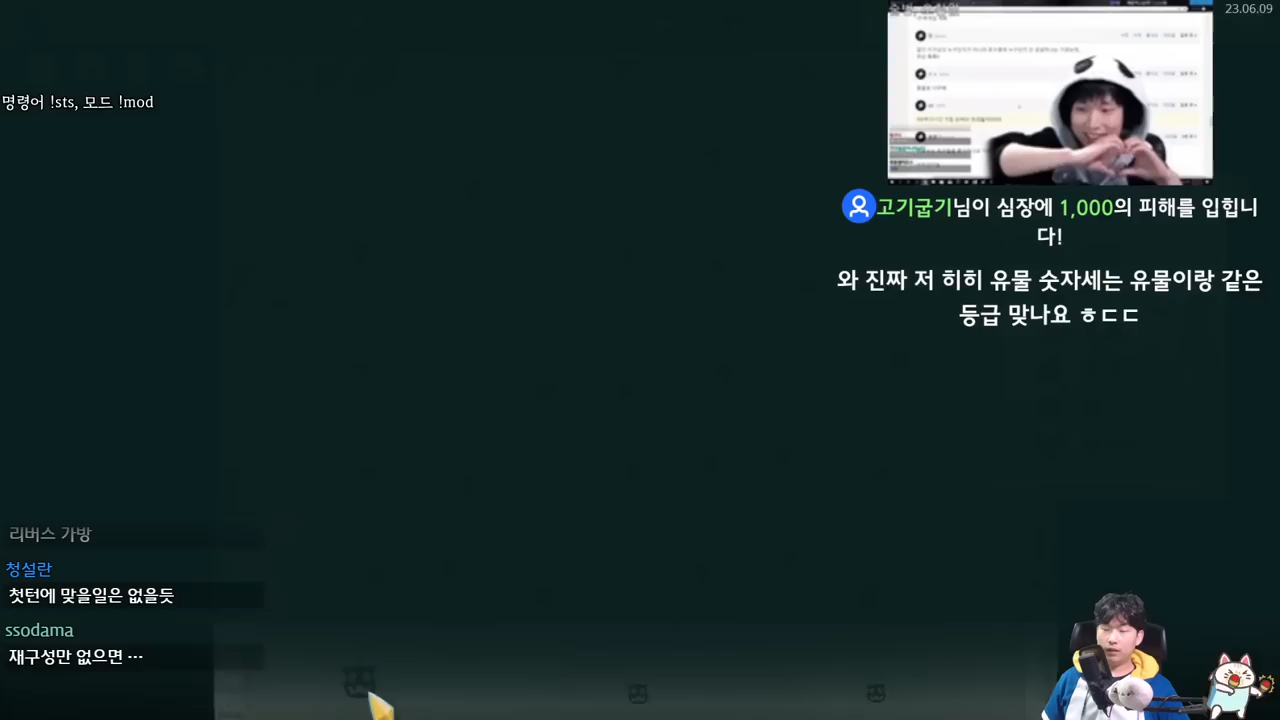 23.06.09
명령어 !sts, 모드 !mod
고기굽기님이 심장에 1,000의 피해를 입힙니
다!
와 진짜 저 히히 유물 숫자세는 유물이랑 같은
등급 맞나요 ㅎㄷㄷ
리버스 가방
청설란
첫턴에 맞을일은 없을듯
ssodama
재구성만 없으면 ···